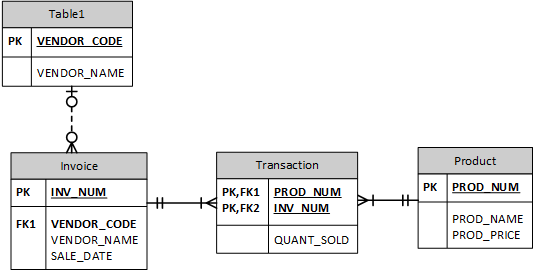 Table1
PK VENDOR_CODE
VENDOR_NAME
Invoice
PK INV_NUM
FK1 VENDOR_CODE
VENDOR_NAME
SALE_DATE
Transaction
PK,FK1 PROD_NUM
PK,FK2 INV_NUM
QUANT_SOLD
Product
PK PROD_NUM
PROD_NAME
PROD_PRICE